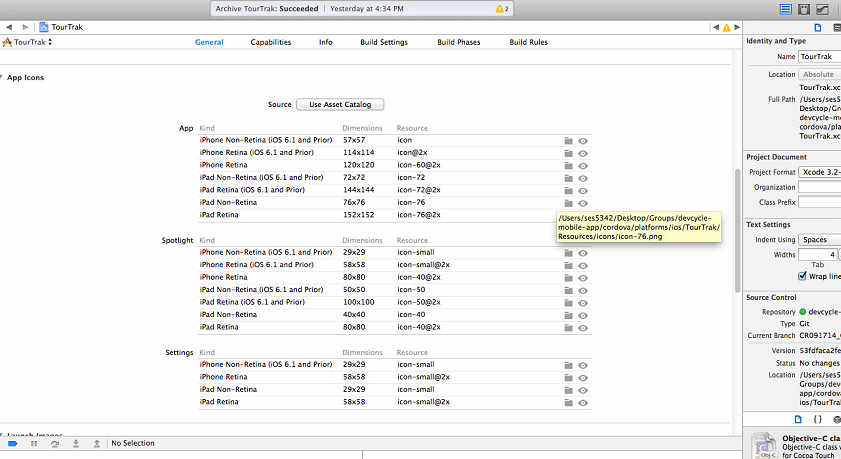 Archive TourTrak: Succeeded | Yesterday at 4:34 PM 2
TourTrak
TourTrak General Capabilities Info Build Settings Build Phases Build Rules
App Icons
Source Use Asset Catalog
App Kind Dimensions Resource
iPhone Non-Retina (iOS 6.1 and Prior) 57x57 icon
iPhone Retina (iOS 6.1 and Prior) 114x114 icon@2x
iPhone Retina 120x120 icon-60@2x
iPad Non-Retina (iOS 6.1 and Prior) 72x72 icon-72
iPad Retina (iOS 6.1 and Prior) 144x144 icon-72@2x
iPad Non-Retina 76x76 icon-76
iPad Retina 152x152 icon-76@2x
/Users/ses5342/Desktop/Groups/devcycle-
mobile-app/cordova/platforms/ios/TourTrak/
Resources/icons/icon-76.png
Spotlight Kind Dimensions Resource
iPhone Non-Retina (iOS 6.1 and Prior) 29x29 icon-small
iPhone Retina (iOS 6.1 and Prior) 58x58 icon-small@2x
iPhone Retina 80x80 icon-40@2x
iPad Non-Retina (iOS 6.1 and Prior) 50x50 icon-50
iPad Retina (iOS 6.1 and Prior) 100x100 icon-50@2x
iPad Non-Retina 40x40 icon-40
iPad Retina 80x80 icon-40@2x
Settings Kind Dimensions Resource
iPhone Non-Retina (iOS 6.1 and Prior) 29x29 icon-small
iPhone Retina 58x58 icon-small@2x
iPad Non-Retina 29x29 icon-small
iPad Retina 58x58 icon-small@2x
Launch Images
No Selection
Identity and Type
Name TourTrak
Location Absolute
TourTrak.xc
Full Path /Users/ses5
Desktop/Gro
devcycle-mo
cordova/plat
TourTrak.xc
Project Document
Project Format Xcode 3.2-
Organization
Class Prefix
Text Settings
Indent Using Spaces
Widths 4
Tab
Wrap line
Source Control
Repository devcycle-
Type Git
Current Branch CR091714_
Version 53fdfaca2fe
Status No changes
Location /Users/ses5
Groups/dev
app/cordova
ios/TourTrak
{}
Obj-C
Objective-C clas
Objective-C class w
for Cocoa Touch